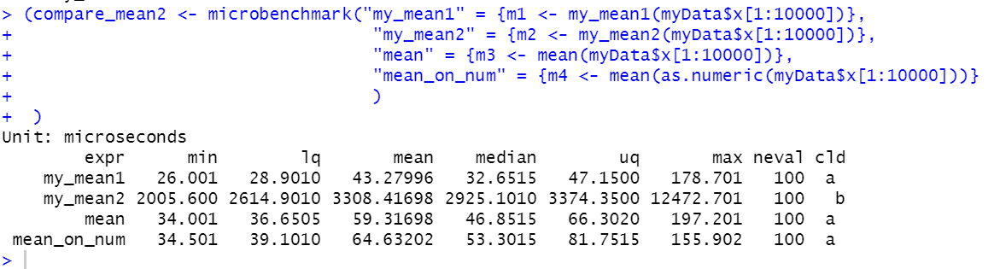 > (compare_mean2 <- microbenchmark("my_mean1" = {m1 <- my_mean1(myData$x[1:10000])},
+                                  "my_mean2" = {m2 <- my_mean2(myData$x[1:10000])},
+                                  "mean" = {m3 <- mean(myData$x[1:10000])},
+                                  "mean_on_num" = {m4 <- mean(as.numeric(myData$x[1:10000]))}
+                                  )
+  )
Unit: microseconds
        expr      min        lq       mean    median        uq       max neval cld
    my_mean1   26.001   28.9010   43.27996   32.6515   47.1500   178.701   100  a
    my_mean2 2005.600 2614.9010 3308.41698 2925.1010 3374.3500 12472.701   100   b
        mean   34.001   36.6505   59.31698   46.8515   66.3020   197.201   100  a
 mean_on_num   34.501   39.1010   64.63202   53.3015   81.7515   155.902   100  a
>